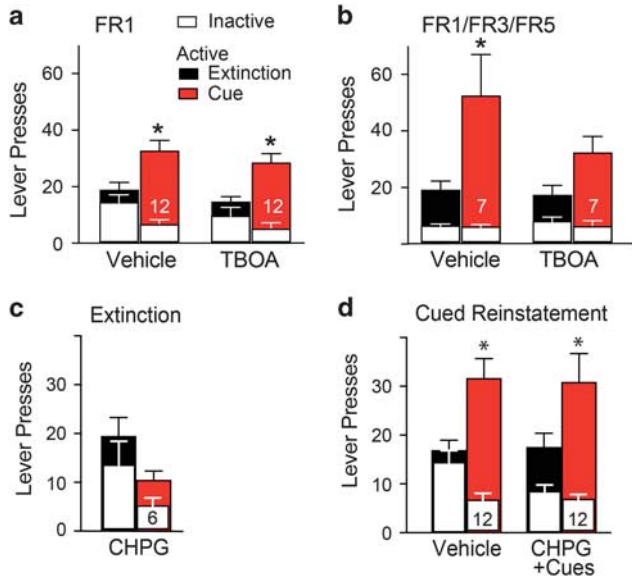 a FR1
Inactive
Active
Extinction
Cue
Lever Presses
60
40
20
0
*
*
12
12
Vehicle TBOA
b FR1/FR3/FR5
Lever Presses
60
40
20
0
*
7
7
Vehicle TBOA
c Extinction
Lever Presses
30
20
10
0
6
CHPG
d Cued Reinstatement
Lever Presses
30
20
10
0
*
*
12
12
Vehicle CHPG
+Cues